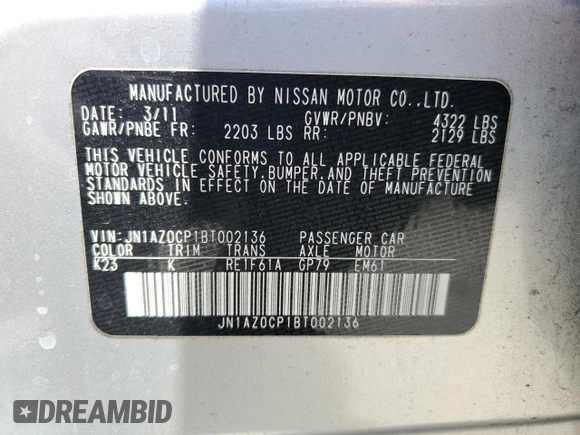 MANUFACTURED BY NISSAN MOTOR CO.,LTD.
DATE: 3/11 GVWR/PNBV: 4322 LBS
GAWR/PNBE FR: 2203 LBS RR: 2129 LBS
THIS VEHICLE CONFORMS TO ALL APPLICABLE FEDERAL
MOTOR VEHICLE SAFETY,BUMPER,AND THEFT PREVENTION
STANDARDS IN EFFECT ON THE DATE OF MANUFACTURE
SHOWN ABOVE.
VIN:JN1AZ0CP1BT002136 PASSENGER CAR
COLOR TRIM TRANS AXLE MOTOR
K23 K RE1F61A GP79 EM61
JN1AZ0CP1BT002136
DREAMBID